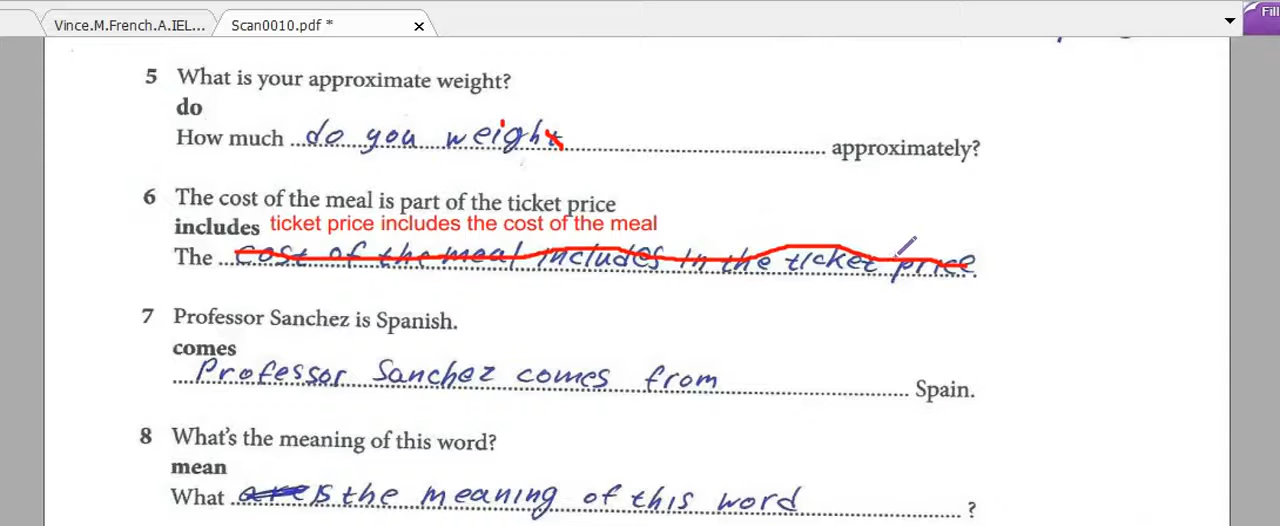 Vince.M.French.A.IEL... Scan0010.pdf * Fill
5 What is your approximate weight?
do
How much do you weight approximately?
6 The cost of the meal is part of the ticket price
includes ticket price includes the cost of the meal
The cost of the meal includes in the ticket price
7 Professor Sanchez is Spanish.
comes
Professor Sanchez comes from Spain.
8 What's the meaning of this word?
mean
What are is the meaning of this word ?